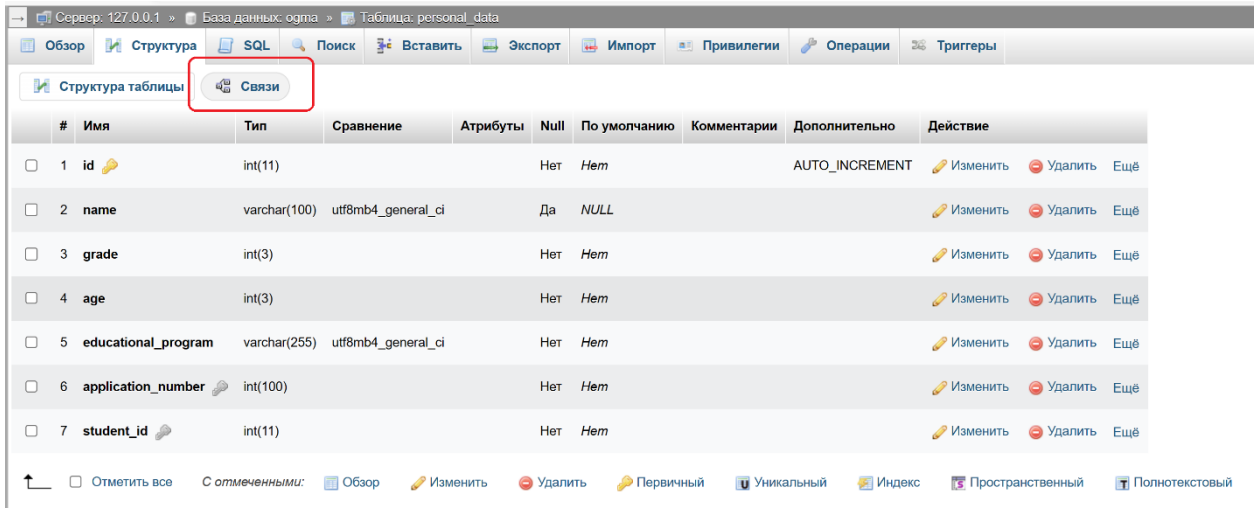 Сервер: 127.0.0.1 » База данных: ogma » Таблица: personal_data
Обзор Структура SQL Поиск Вставить Экспорт Импорт Привилегии Операции Триггеры
Структура таблицы Связи
# Имя Тип Сравнение Атрибуты Null По умолчанию Комментарии Дополнительно Действие
1 id int(11) Нет Нет AUTO_INCREMENT Изменить Удалить Ещё
2 name varchar(100) utf8mb4_general_ci Да NULL Изменить Удалить Ещё
3 grade int(3) Нет Нет Изменить Удалить Ещё
4 age int(3) Нет Нет Изменить Удалить Ещё
5 educational_program varchar(255) utf8mb4_general_ci Нет Нет Изменить Удалить Ещё
6 application_number int(100) Нет Нет Изменить Удалить Ещё
7 student_id int(11) Нет Нет Изменить Удалить Ещё
Отметить все С отмеченными: Обзор Изменить Удалить Первичный Уникальный Индекс Пространственный Полнотекстовый